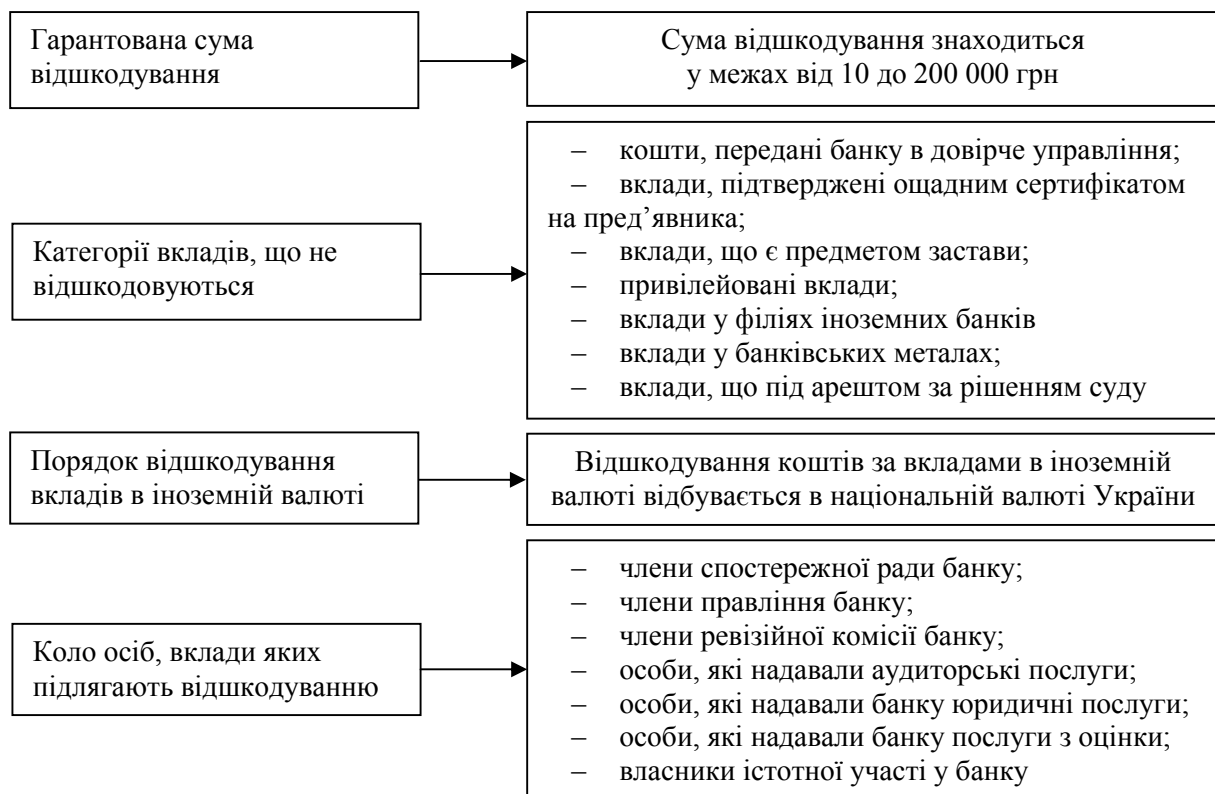 Гарантована сума
відшкодування
Сума відшкодування знаходиться
у межах від 10 до 200 000 грн
Категорії вкладів, що не
відшкодовуються
– кошти, передані банку в довірче управління;
– вклади, підтверджені ощадним сертифікатом
на пред’явника;
– вклади, що є предметом застави;
– привілейовані вклади;
– вклади у філіях іноземних банків
– вклади у банківських металах;
– вклади, що під арештом за рішенням суду
Порядок відшкодування
вкладів в іноземній валюті
Відшкодування коштів за вкладами в іноземній
валюті відбувається в національній валюті України
Коло осіб, вклади яких
підлягають відшкодуванню
– члени спостережної ради банку;
– члени правління банку;
– члени ревізійної комісії банку;
– особи, які надавали аудиторські послуги;
– особи, які надавали банку юридичні послуги;
– особи, які надавали банку послуги з оцінки;
– власники істотної участі у банку